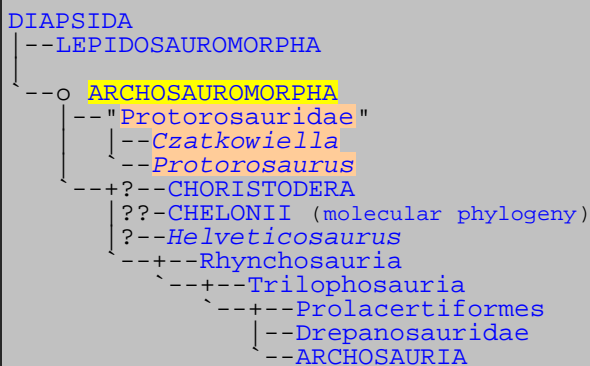 DIAPSIDA
|--LEPIDOSAUROMORPHA
|
`--o ARCHOSAUROMORPHA
|--"Protorosauridae"
| |--Czatkowiella
| `--Protorosaurus
`--+?--CHORISTODERA
|??-CHELONII (molecular phylogeny)
|?--Helveticosaurus
`--+--Rhynchosauria
`--+--Trilophosauria
`--+--Prolacertiformes
|--Drepanosauridae
`--ARCHOSAURIA